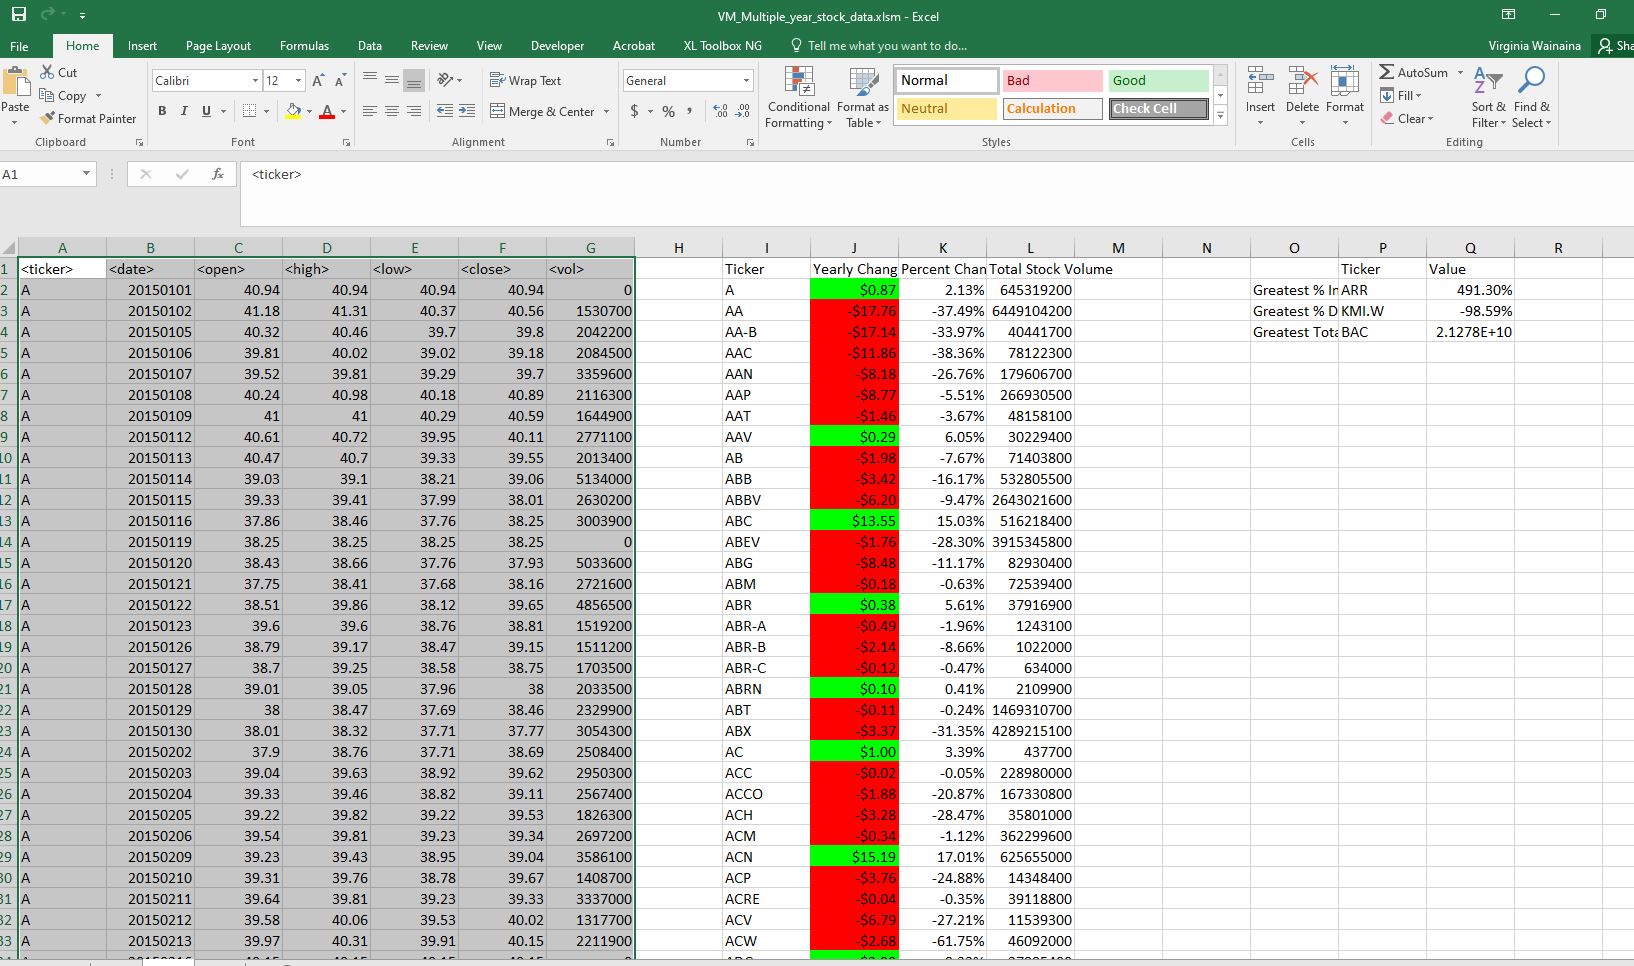 VM_Multiple_year_stock_data.xlsm - Excel
File Home Insert Page Layout Formulas Data Review View Developer Acrobat XL Toolbox NG Tell me what you want to do... Virginia Wainaina Sha
Cut
Copy
Format Painter
Paste
Clipboard
Calibri 12
B I U
Font
Wrap Text
Merge & Center
Alignment
General
$ % ,
Number
Conditional Formatting
Format as Table
Normal Bad Good
Neutral Calculation Check Cell
Styles
Insert Delete Format
Cells
AutoSum
Fill
Clear
Sort & Filter
Find & Select
Editing
A1 fx <ticker>
A B C D E F G H I J K L M N O P Q R
1 <ticker> <date> <open> <high> <low> <close> <vol> Ticker Yearly Chang Percent Chan Total Stock Volume Ticker Value
2 A 20150101 40.94 40.94 40.94 40.94 0 A $0.87 2.13% 645319200 Greatest % In ARR 491.30%
3 A 20150102 41.18 41.31 40.37 40.56 1530700 AA -$17.76 -37.49% 6449104200 Greatest % D KMI.W -98.59%
4 A 20150105 40.32 40.46 39.7 39.8 2042200 AA-B -$17.14 -33.97% 40441700 Greatest Tota BAC 2.1278E+10
5 A 20150106 39.81 40.02 39.02 39.18 2084500 AAC -$11.86 -38.36% 78122300
6 A 20150107 39.52 39.81 39.29 39.7 3359600 AAN -$8.18 -26.76% 179606700
7 A 20150108 40.24 40.98 40.18 40.89 2116300 AAP -$8.77 -5.51% 266930500
8 A 20150109 41 41 40.29 40.59 1644900 AAT -$1.46 -3.67% 48158100
9 A 20150112 40.61 40.72 39.95 40.11 2771100 AAV $0.29 6.05% 30229400
10 A 20150113 40.47 40.7 39.33 39.55 2013400 AB -$1.98 -7.67% 71403800
11 A 20150114 39.03 39.1 38.21 39.06 5134000 ABB -$3.42 -16.17% 532805500
12 A 20150115 39.33 39.41 37.99 38.01 2630200 ABBV -$6.20 -9.47% 2643021600
13 A 20150116 37.86 38.46 37.76 38.25 3003900 ABC $13.55 15.03% 516218400
14 A 20150119 38.25 38.25 38.25 38.25 0 ABEV -$1.76 -28.30% 3915345800
15 A 20150120 38.43 38.66 37.76 37.93 5033600 ABG -$8.48 -11.17% 82930400
16 A 20150121 37.75 38.41 37.68 38.16 2721600 ABM -$0.18 -0.63% 72539400
17 A 20150122 38.51 39.86 38.12 39.65 4856500 ABR $0.38 5.61% 37916900
18 A 20150123 39.6 39.6 38.76 38.81 1519200 ABR-A -$0.49 -1.96% 1243100
19 A 20150126 38.79 39.17 38.47 39.15 1511200 ABR-B -$2.14 -8.66% 1022000
20 A 20150127 38.7 39.25 38.58 38.75 1703500 ABR-C -$0.12 -0.47% 634000
21 A 20150128 39.01 39.05 37.96 38 2033500 ABRN $0.10 0.41% 2109900
22 A 20150129 38 38.47 37.69 38.46 2329900 ABT -$0.11 -0.24% 1469310700
23 A 20150130 38.01 38.32 37.71 37.77 3054300 ABX -$3.37 -31.35% 4289215100
24 A 20150202 37.9 38.76 37.71 38.69 2508400 AC $1.00 3.39% 437700
25 A 20150203 39.04 39.63 38.92 39.62 2950300 ACC -$0.02 -0.05% 228980000
26 A 20150204 39.33 39.46 38.82 39.11 2567400 ACCO -$1.88 -20.87% 167330800
27 A 20150205 39.22 39.82 39.22 39.53 1826300 ACH -$3.28 -28.47% 35801000
28 A 20150206 39.54 39.81 39.23 39.34 2697200 ACM -$0.34 -1.12% 362299600
29 A 20150209 39.23 39.43 38.95 39.04 3586100 ACN $15.19 17.01% 625655000
30 A 20150210 39.31 39.76 38.78 39.67 1408700 ACP -$3.76 -24.88% 14348400
31 A 20150211 39.64 39.81 39.23 39.33 3337000 ACRE -$0.04 -0.35% 39118800
32 A 20150212 39.58 40.06 39.53 40.02 1317700 ACV -$6.79 -27.21% 11539300
33 A 20150213 39.97 40.31 39.91 40.15 2211900 ACW -$2.68 -61.75% 46092000